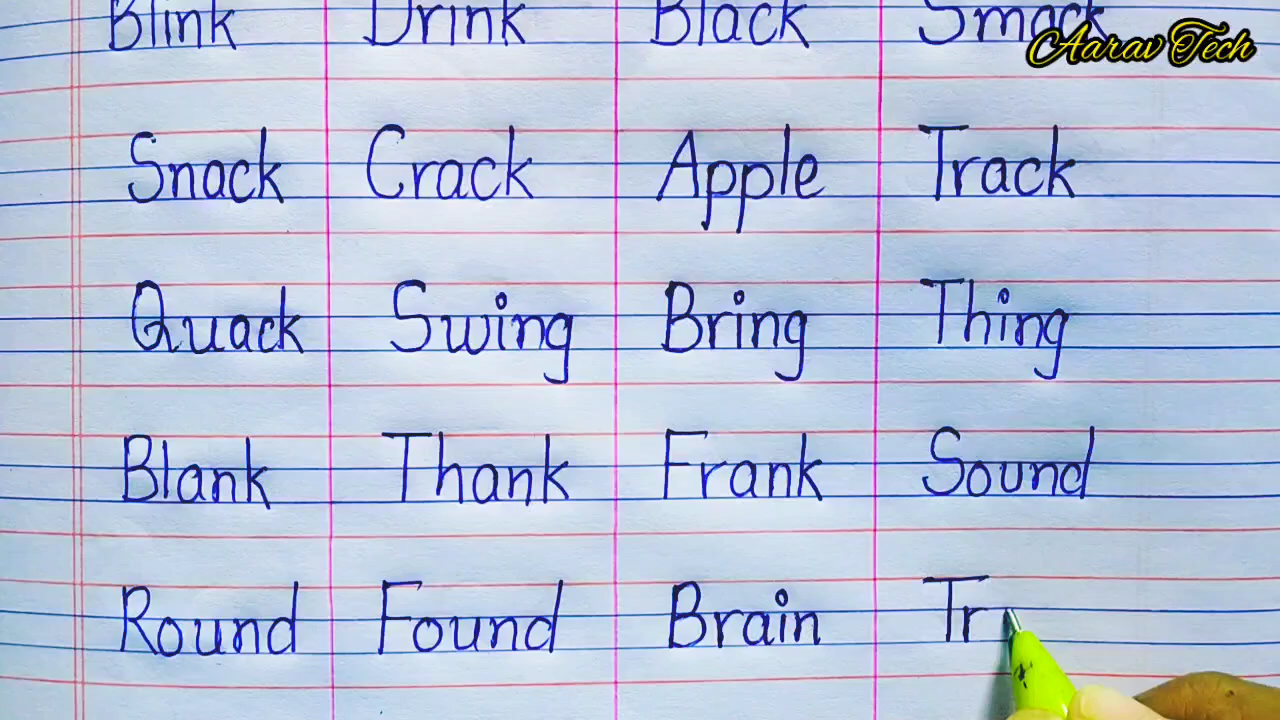 Blink Drink Black Smack
Aarav Tech
Snack Crack Apple Track
Quack Swing Bring Thing
Blank Thank Frank Sound
Round Found Brain Tr